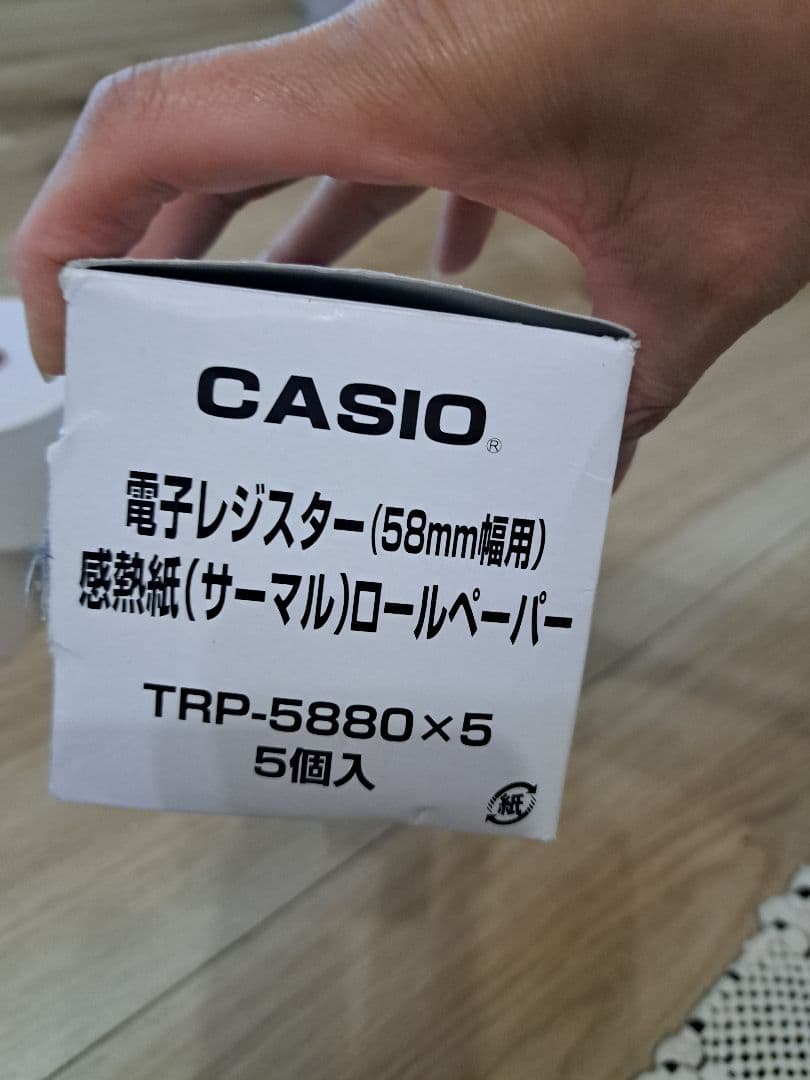 CASIO®
電子レジスター(58mm幅用)
感熱紙(サーマル)ロールペーパー
TRP-5880×5
5個入
紙